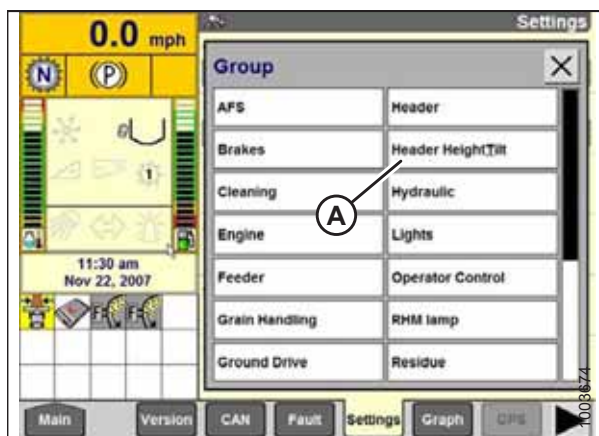 0.0 mph
Settings
N
P
0
1
11:30 am
Nov 22, 2007
F
F
Group
X
AFS
Header
Brakes
Header Height/Tilt
Cleaning
Hydraulic
A
Engine
Lights
Feeder
Operator Control
Grain Handling
RHM lamp
Ground Drive
Residue
Main
Version
CAN
Fault
Settings
Graph
GPS
1003674